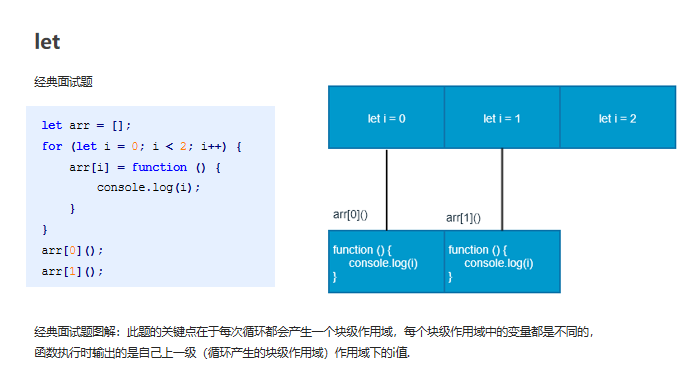 let
经典面试题
let arr = [];
for (let i = 0; i < 2; i++) {
    arr[i] = function () {
        console.log(i);
    }
}
arr[0]();
arr[1]();
let i = 0
let i = 1
let i = 2
arr[0]()
arr[1]()
function () {
    console.log(i)
}
function () {
    console.log(i)
}
经典面试题图解：此题的关键点在于每次循环都会产生一个块级作用域，每个块级作用域中的变量都是不同的，
函数执行时输出的是自己上一级（循环产生的块级作用域）作用域下的i值.